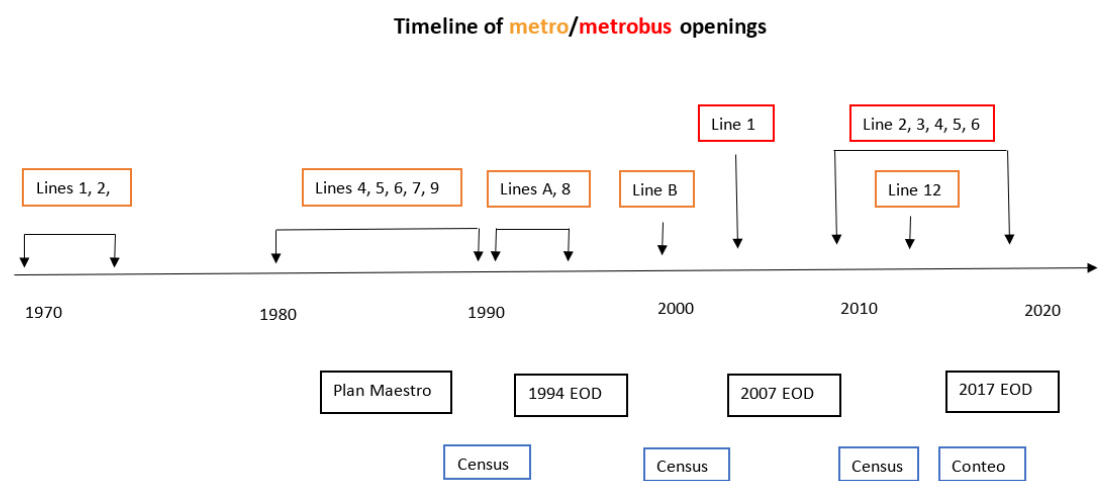 Timeline of metro/metrobus openings
Line 1
Line 2, 3, 4, 5, 6
Lines 1, 2,
Lines 4, 5, 6, 7, 9
Lines A, 8
Line B
Line 12
1970
1980
1990
2000
2010
2020
Plan Maestro
1994 EOD
2007 EOD
2017 EOD
Census
Census
Census
Conteo